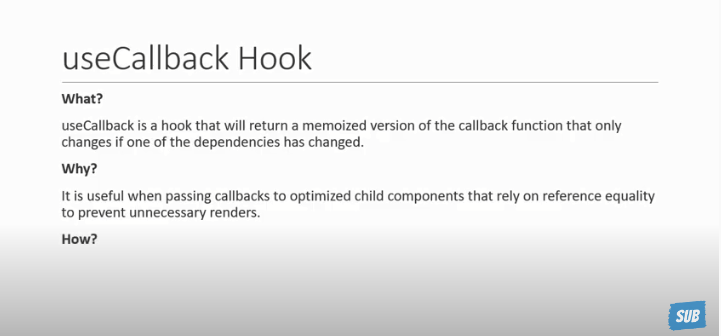 useCallback Hook
What?
useCallback is a hook that will return a memoized version of the callback function that only
changes if one of the dependencies has changed.
Why?
It is useful when passing callbacks to optimized child components that rely on reference equality
to prevent unnecessary renders.
How?
SUB